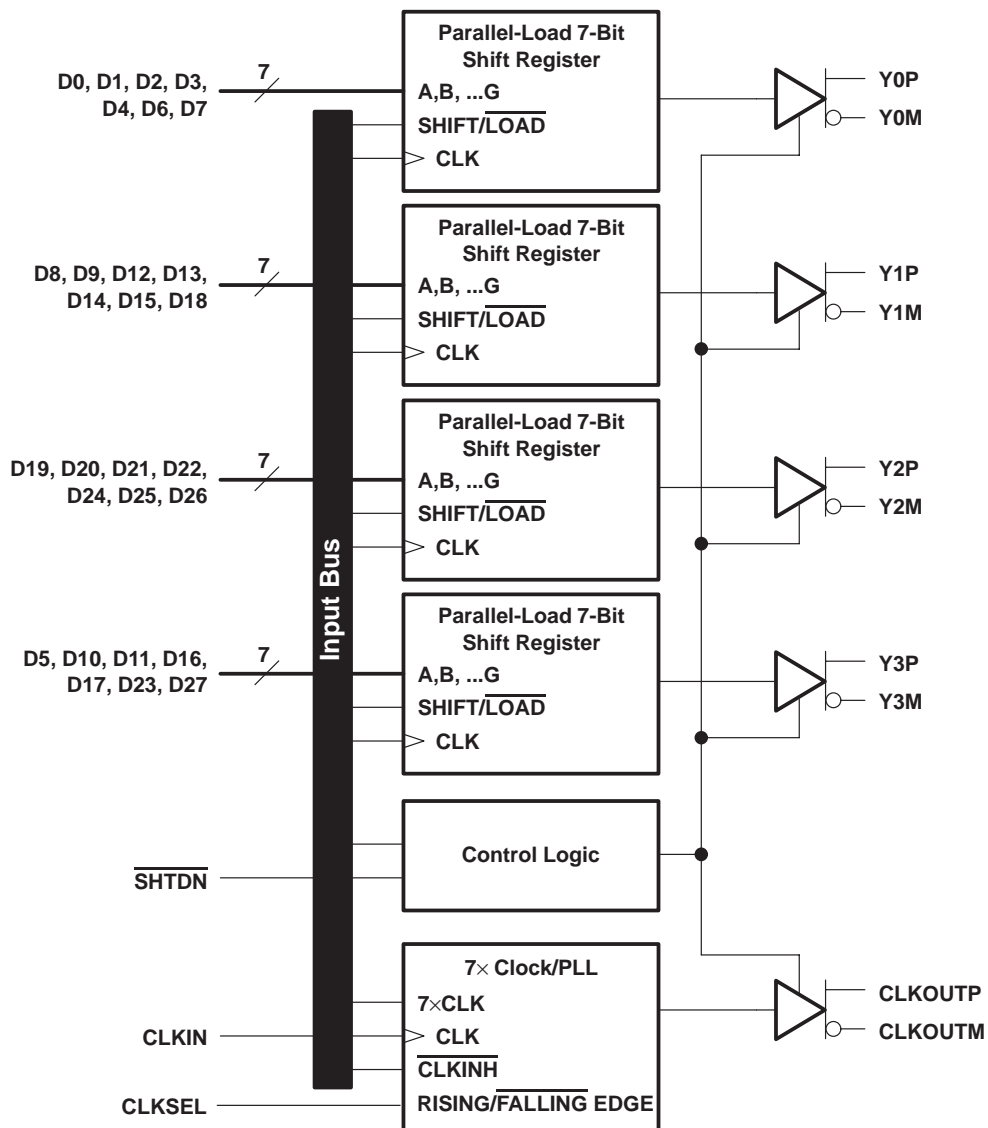 Parallel-Load 7-Bit
Shift Register
D0, D1, D2, D3,
D4, D6, D7
7
A,B, ...G
SHIFT/LOAD
CLK
Y0P
Y0M
Parallel-Load 7-Bit
Shift Register
D8, D9, D12, D13,
D14, D15, D18
7
A,B, ...G
SHIFT/LOAD
CLK
Y1P
Y1M
Parallel-Load 7-Bit
Shift Register
D19, D20, D21, D22,
D24, D25, D26
7
A,B, ...G
SHIFT/LOAD
CLK
Y2P
Y2M
Input Bus
Parallel-Load 7-Bit
Shift Register
D5, D10, D11, D16,
D17, D23, D27
7
A,B, ...G
SHIFT/LOAD
CLK
Y3P
Y3M
Control Logic
SHTDN
7× Clock/PLL
7×CLK
CLKIN
CLK
CLKINH
CLKSEL
RISING/FALLING EDGE
CLKOUTP
CLKOUTM